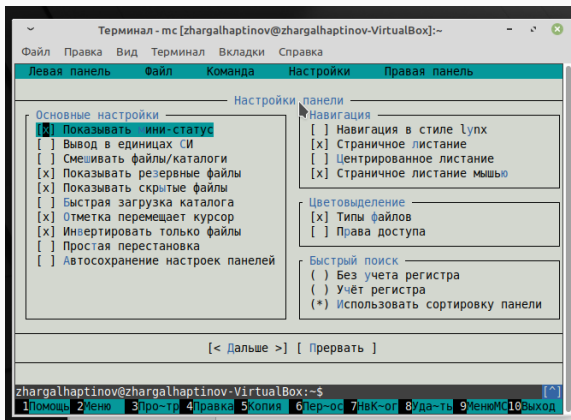 Терминал - mc [zhargalhaptinov@zhargalhaptinov-VirtualBox]:~
Файл Правка Вид Терминал Вкладки Справка
Левая панель Файл Команда Настройки Правая панель
Настройки панели
Основные настройки
[x] Показывать мини-статус
[ ] Вывод в единицах СИ
[ ] Смешивать файлы/каталоги
[x] Показывать резервные файлы
[x] Показывать скрытые файлы
[ ] Быстрая загрузка каталога
[x] Отметка перемещает курсор
[x] Инвертировать только файлы
[ ] Простая перестановка
[ ] Автосохранение настроек панелей
Навигация
[ ] Навигация в стиле lynx
[x] Страничное листание
[ ] Центрированное листание
[x] Страничное листание мышью
Цветовыделение
[x] Типы файлов
[ ] Права доступа
Быстрый поиск
( ) Без учета регистра
( ) Учёт регистра
(*) Использовать сортировку панели
[< Дальше >] [ Прервать ]
zhargalhaptinov@zhargalhaptinov-VirtualBox:~$ [^]
1Помощь 2Меню 3Про~тр 4Правка 5Копия 6Пер~ос 7НвК~ог 8Уда~ть 9МенюMC 10Выход